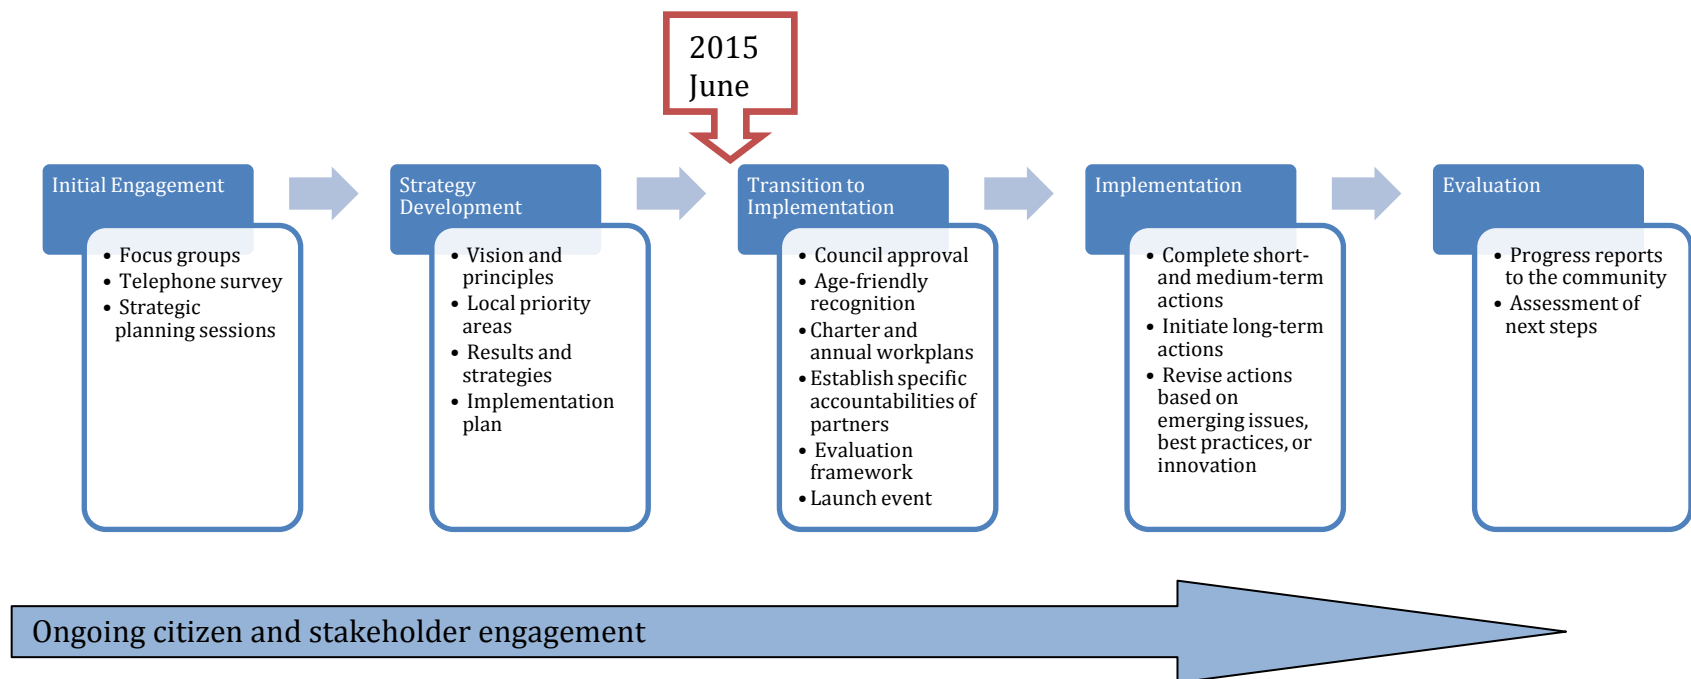 2015
June
Initial Engagement
• Focus groups
• Telephone survey
• Strategic
planning sessions
Strategy
Development
• Vision and
principles
• Local priority
areas
• Results and
strategies
• Implementation
plan
Transition to
Implementation
• Council approval
• Age-friendly
recognition
• Charter and
annual workplans
• Establish specific
accountabilities of
partners
• Evaluation
framework
• Launch event
Implementation
• Complete short-
and medium-term
actions
• Initiate long-term
actions
• Revise actions
based on
emerging issues,
best practices, or
innovation
Evaluation
• Progress reports
to the community
• Assessment of
next steps
Ongoing citizen and stakeholder engagement